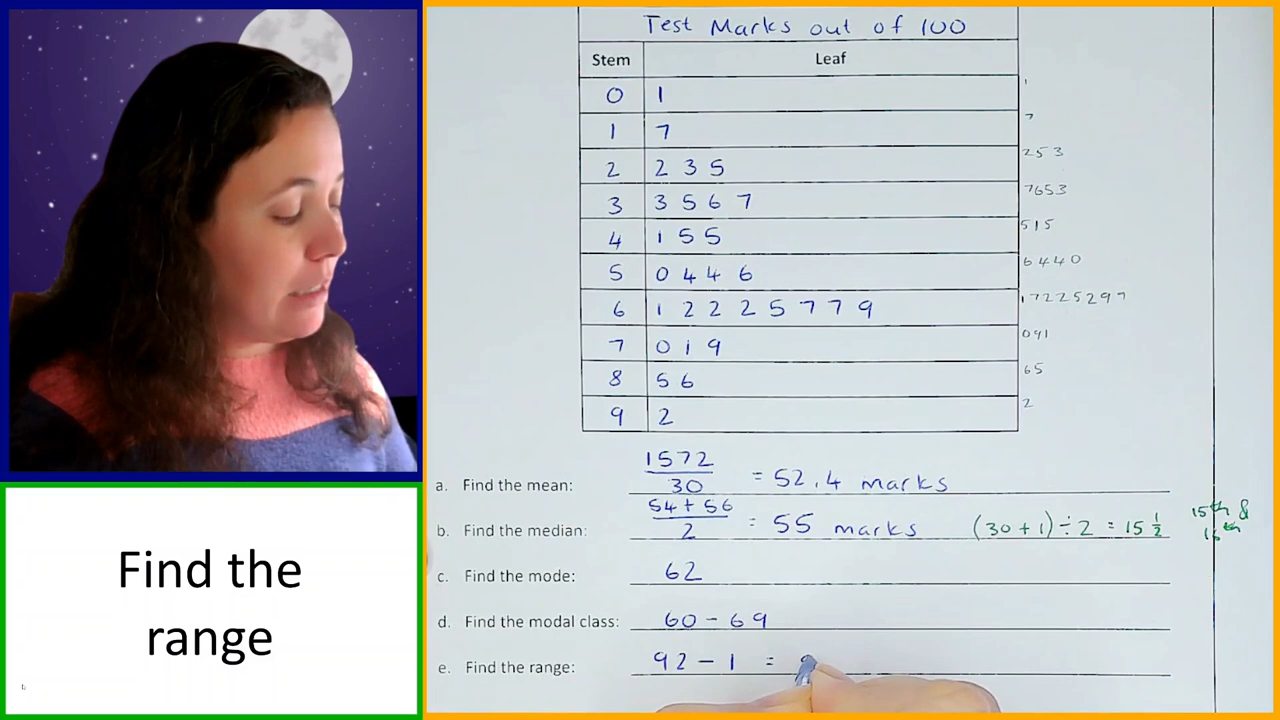 Test Marks out of 100
Stem Leaf
0 1
1
1 7
7
2 2 3 5
2 5 3
3 3 5 6 7
7 6 5 3
4 1 5 5
5 1 5
5 0 4 4 6
6 4 4 0
6 1 2 2 2 5 7 7 9
1 7 2 2 5 2 9 7
7 0 1 9
0 9 1
8 5 6
6 5
9 2
2
a. Find the mean: 1572 / 30 = 52.4 marks
b. Find the median: 54 + 56 / 2 = 55 marks (30 + 1) ÷ 2 = 15 1/2 15th & 16th
c. Find the mode: 62
d. Find the modal class: 60 - 69
e. Find the range: 92 - 1 =
Find the
range